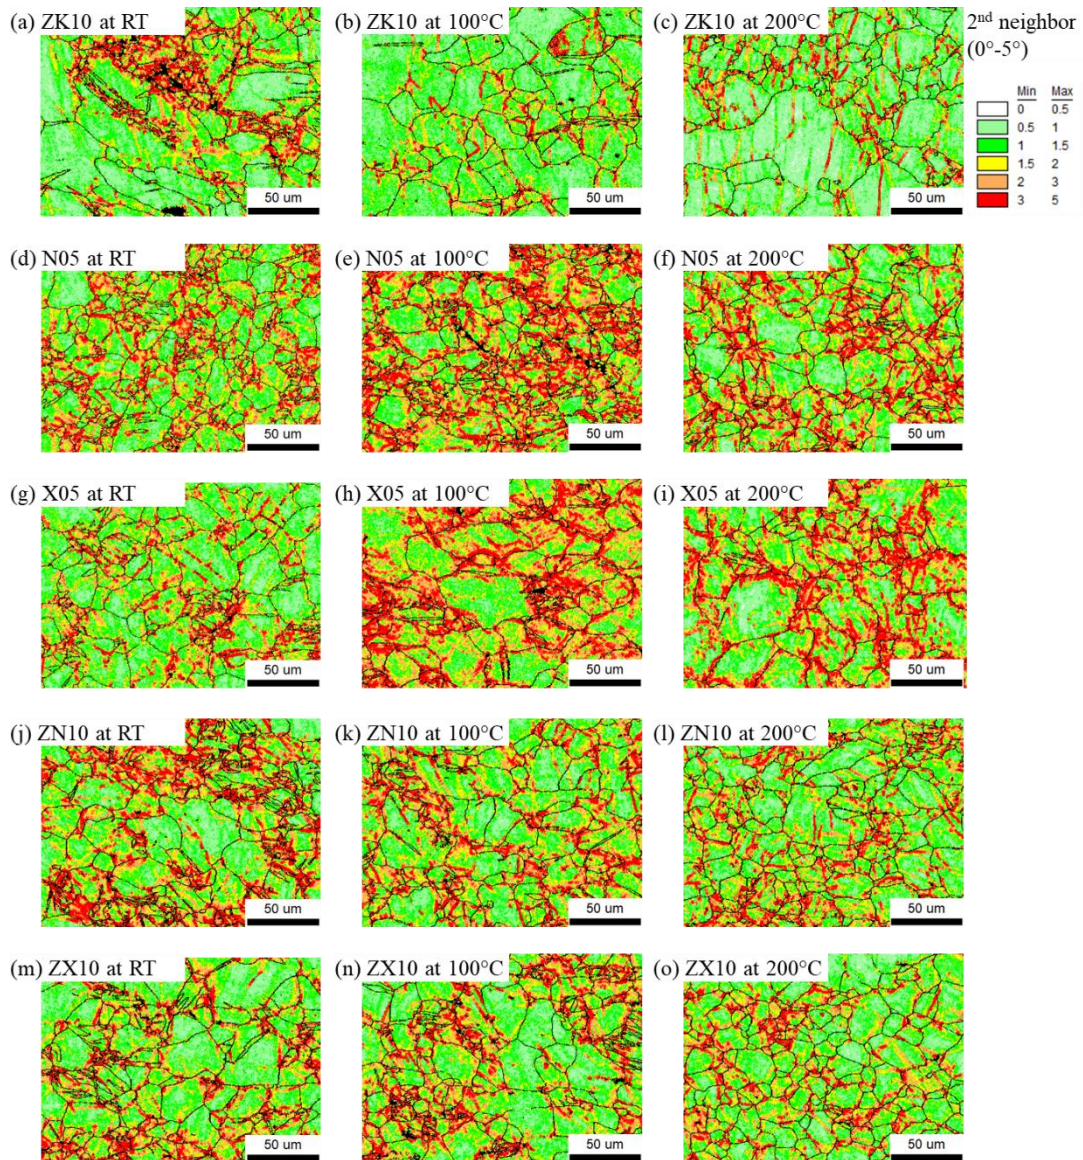 (a) ZK10 at RT
(b) ZK10 at 100°C
(c) ZK10 at 200°C
2nd neighbor
(0°-5°)
Min Max
0 0.5
0.5 1
1 1.5
1.5 2
2 3
3 5
50 um
50 um
50 um
(d) N05 at RT
(e) N05 at 100°C
(f) N05 at 200°C
50 um
50 um
50 um
(g) X05 at RT
(h) X05 at 100°C
(i) X05 at 200°C
50 um
50 um
50 um
(j) ZN10 at RT
(k) ZN10 at 100°C
(l) ZN10 at 200°C
50 um
50 um
50 um
(m) ZX10 at RT
(n) ZX10 at 100°C
(o) ZX10 at 200°C
50 um
50 um
50 um